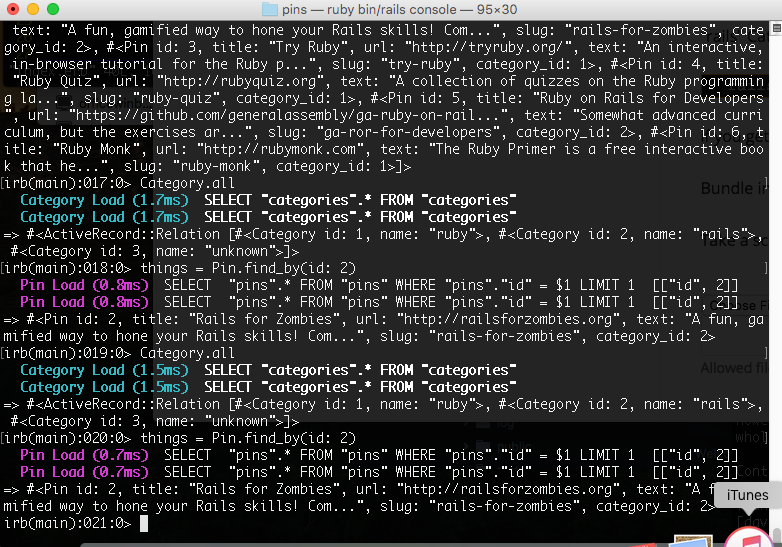 pins — ruby bin/rails console — 95×30
text: "A fun, gamified way to hone your Rails skills! Com...", slug: "rails-for-zombies", cate
gory_id: 2>, #<Pin id: 3, title: "Try Ruby", url: "http://tryruby.org/", text: "An interactive,
in-browser tutorial for the Ruby p...", slug: "try-ruby", category_id: 1>, #<Pin id: 4, title:
"Ruby Quiz", url: "http://rubyquiz.org", text: "A collection of quizzes on the Ruby programmin
g la...", slug: "ruby-quiz", category_id: 1>, #<Pin id: 5, title: "Ruby on Rails for Developers
", url: "https://github.com/generalassembly/ga-ruby-on-rail...", text: "Somewhat advanced curri
culum, but the exercises ar...", slug: "ga-ror-for-developers", category_id: 2>, #<Pin id: 6, t
itle: "Ruby Monk", url: "http://rubymonk.com", text: "The Ruby Primer is a free interactive boo
k that he...", slug: "ruby-monk", category_id: 1>]>
[irb(main):017:0> Category.all ]
Category Load (1.7ms) SELECT "categories".* FROM "categories"
Category Load (1.7ms) SELECT "categories".* FROM "categories"
=> #<ActiveRecord::Relation [#<Category id: 1, name: "ruby">, #<Category id: 2, name: "rails">,
#<Category id: 3, name: "unknown">]>
[irb(main):018:0> things = Pin.find_by(id: 2) ]
Pin Load (0.8ms) SELECT "pins".* FROM "pins" WHERE "pins"."id" = $1 LIMIT 1 [["id", 2]]
Pin Load (0.8ms) SELECT "pins".* FROM "pins" WHERE "pins"."id" = $1 LIMIT 1 [["id", 2]]
=> #<Pin id: 2, title: "Rails for Zombies", url: "http://railsforzombies.org", text: "A fun, ga
mified way to hone your Rails skills! Com...", slug: "rails-for-zombies", category_id: 2>
[irb(main):019:0> Category.all ]
Category Load (1.5ms) SELECT "categories".* FROM "categories"
Category Load (1.5ms) SELECT "categories".* FROM "categories"
=> #<ActiveRecord::Relation [#<Category id: 1, name: "ruby">, #<Category id: 2, name: "rails">,
#<Category id: 3, name: "unknown">]>
[irb(main):020:0> things = Pin.find_by(id: 2) ]
Pin Load (0.7ms) SELECT "pins".* FROM "pins" WHERE "pins"."id" = $1 LIMIT 1 [["id", 2]]
Pin Load (0.7ms) SELECT "pins".* FROM "pins" WHERE "pins"."id" = $1 LIMIT 1 [["id", 2]]
=> #<Pin id: 2, title: "Rails for Zombies", url: "http://railsforzombies.org", text: "A f
mified way to hone your Rails skills! Com...", slug: "rails-for-zombies", category_id: 2>
irb(main):021:0>
iTunes
Bundle in
Allowed fil